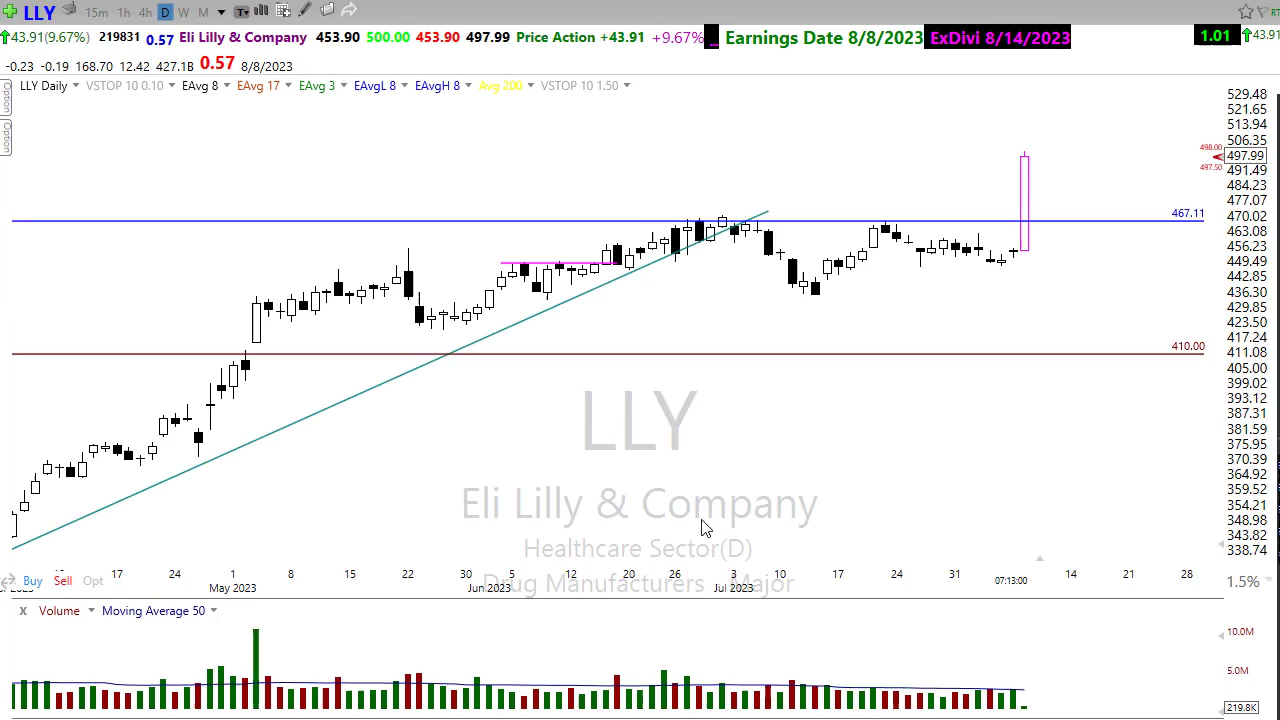 LLY 15m 1h 4h D W M T RT
43.91(9.67%) 219831 0.57 Eli Lilly & Company 453.90 500.00 453.90 497.99 Price Action +43.91 +9.67% Earnings Date 8/8/2023 ExDivi 8/14/2023 1.01 43.91
-0.23 -0.19 168.70 12.42 427.1B 0.57 8/8/2023
LLY Daily VSTOP 10 0.10 EAvg 8 EAvg 17 EAvg 3 EAvgL 8 EAvgH 8 Avg 200 VSTOP 10 1.50
Option
Option
529.48
521.65
513.94
506.35
498.00
497.99
497.50
491.49
484.23
477.07
467.11
470.02
463.08
456.23
449.49
442.85
436.30
429.85
423.50
417.24
410.00
411.08
405.00
399.02
393.12
387.31
381.59
375.95
370.39
364.92
359.52
354.21
348.98
343.82
338.74
LLY
Eli Lilly & Company
Healthcare Sector(D)
Drug Manufacturers - Major
17 24 1 8 15 22 30 5 12 20 26 3 10 17 24 31 07:13:00 14 21 28
Buy Sell Opt 1.5%
May 2023 Jun 2023 Jul 2023
x Volume Moving Average 50
10.0M
5.0M
219.8K